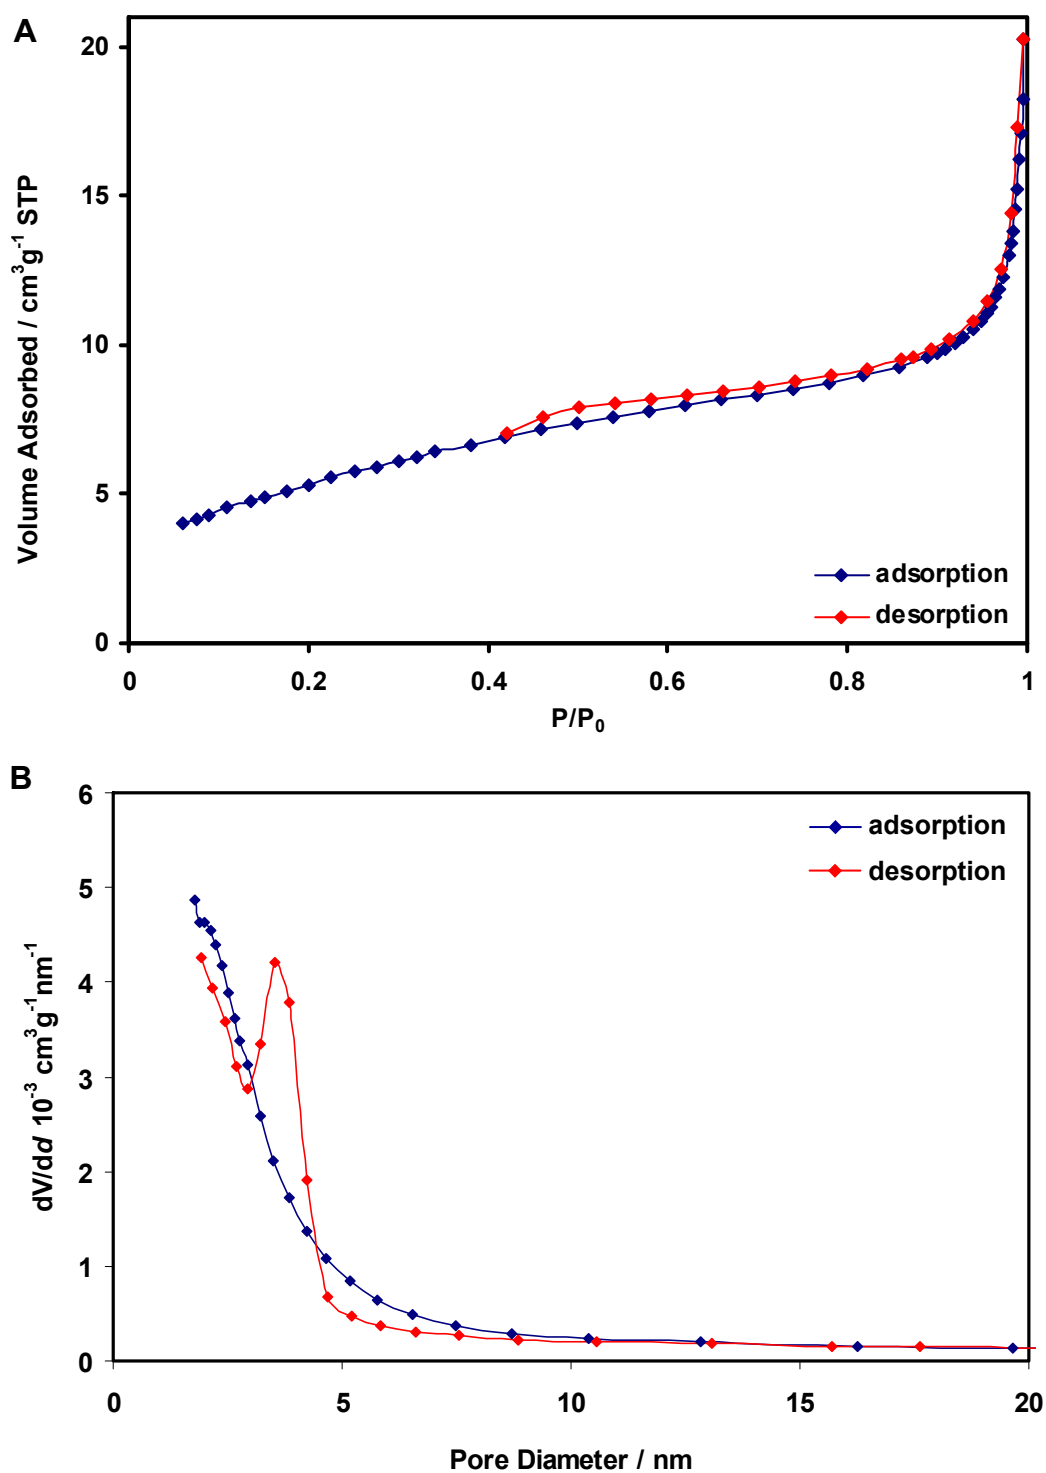 A
Volume Adsorbed / cm³g⁻¹ STP
20
15
10
5
0
adsorption
desorption
0 0.2 0.4 0.6 0.8 1
P/P₀
B
dV/dd 10⁻³ cm³g⁻¹nm⁻¹
6
5
4
3
2
1
0
adsorption
desorption
0 5 10 15 20
Pore Diameter / nm